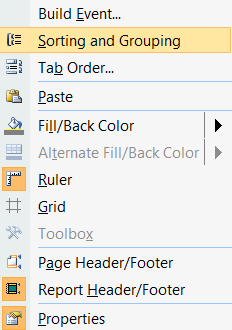 Build Event...
Sorting and Grouping
Tab Order...
Paste
Fill/Back Color
Alternate Fill/Back Color
Ruler
Grid
Toolbox
Page Header/Footer
Report Header/Footer
Properties